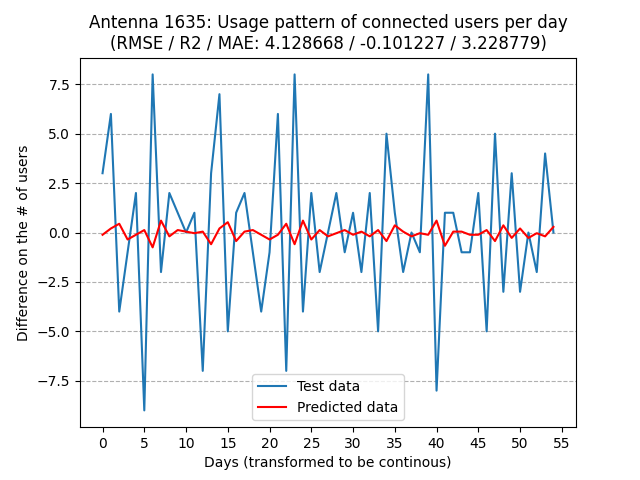 Antenna 1635: Usage pattern of connected users per day
(RMSE / R2 / MAE: 4.128668 / -0.101227 / 3.228779)
Difference on the # of users
7.5
5.0
2.5
0.0
−2.5
−5.0
−7.5
Test data
Predicted data
0 5 10 15 20 25 30 35 40 45 50 55
Days (transformed to be continous)